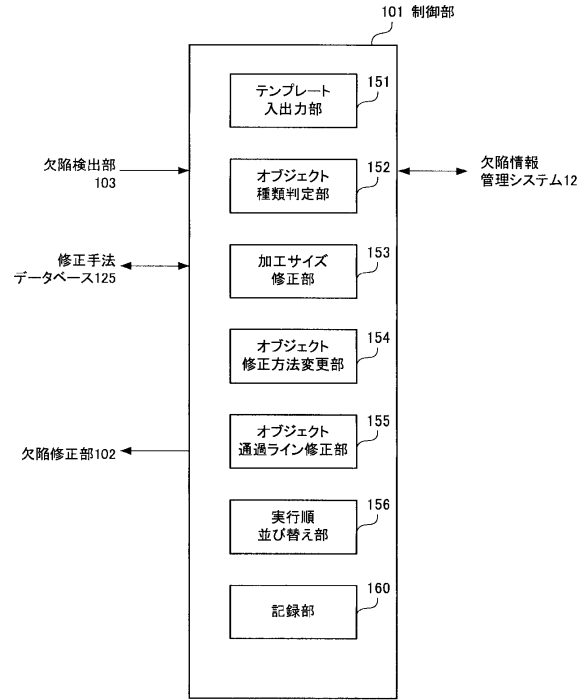 101 制御部
テンプレート
入出力部
151
欠陥検出部
103
オブジェクト
種類判定部
152
欠陥情報
管理システム12
修正手法
データベース125
加工サイズ
修正部
153
オブジェクト
修正方法変更部
154
欠陥修正部102
オブジェクト
通過ライン修正部
155
実行順
並び替え部
156
記録部
160